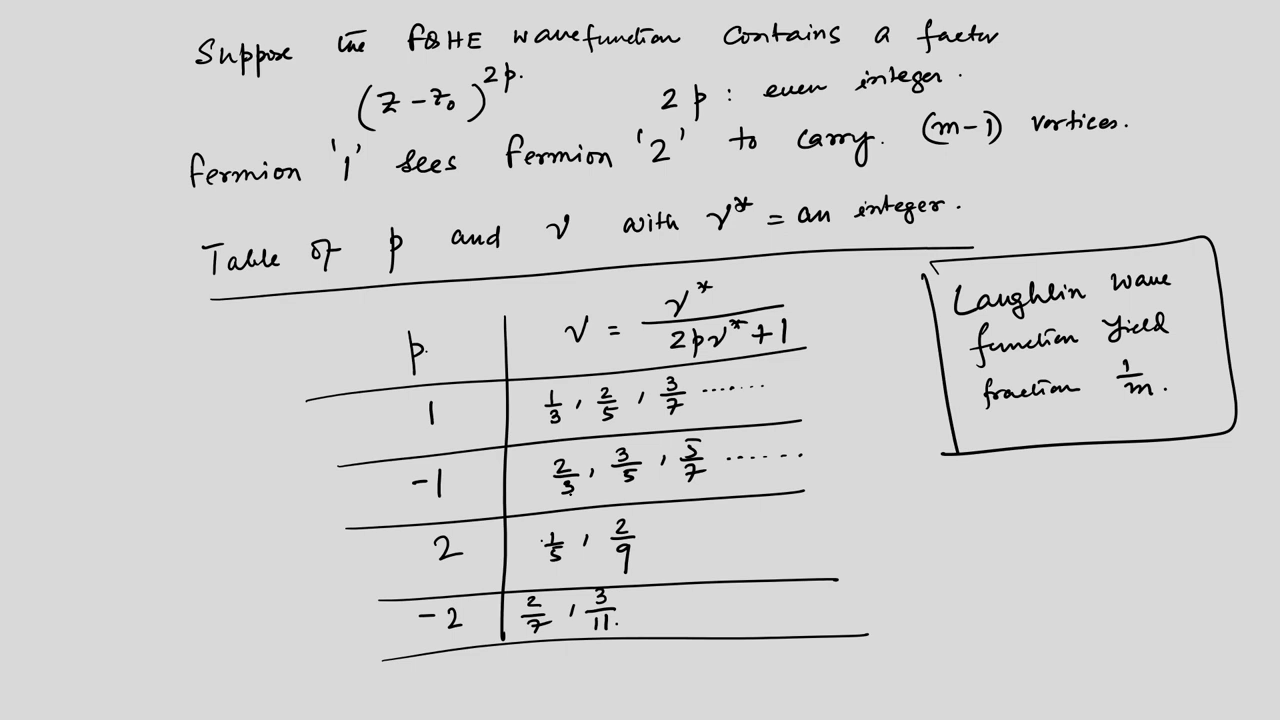 Suppose the FQHE wavefunction contains a factor
(z-z₀)^{2p}. 2p: even integer.
fermion '1' sees fermion '2' to carry. (m-1) vortices.
Table of p and ν with ν* = an integer.
p. ν = ν*/(2pν*+1)
1 1/3, 2/5, 3/7 .......
-1 2/3, 3/5, 5/7 ......
2 1/5, 2/9
-2 2/7, 3/11.
Laughlin wave
function yield
fraction 1/m.